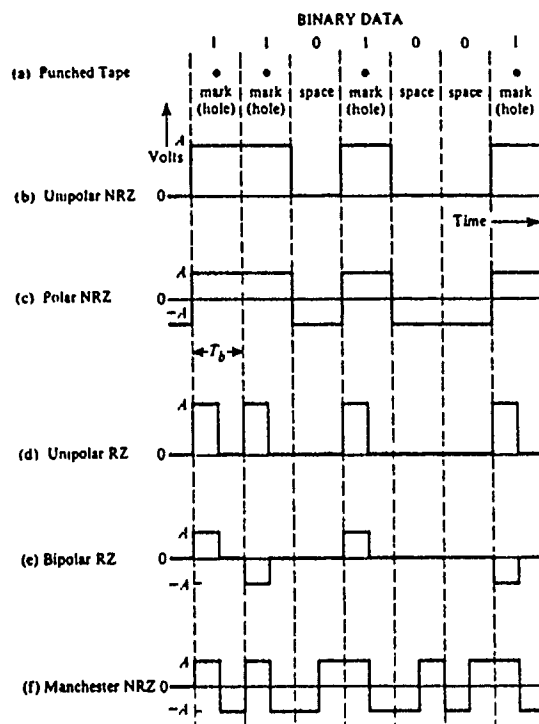 BINARY DATA
1 1 0 1 0 0 1
(a) Punched Tape
mark (hole) mark (hole) space mark (hole) space space mark (hole)
A
Volts
(b) Unipolar NRZ 0
Time
A
(c) Polar NRZ 0
−A
T_b
A
(d) Unipolar RZ 0
A
(e) Bipolar RZ 0
−A
A
(f) Manchester NRZ 0
−A